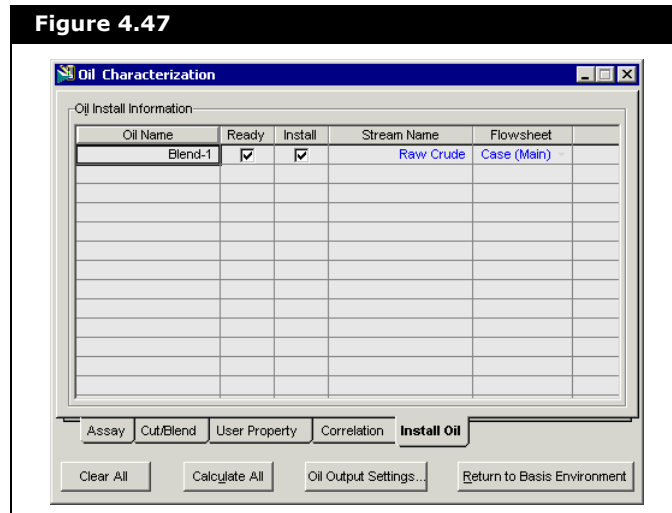 Figure 4.47
Oil Characterization
Oil Install Information
Oil Name Ready Install Stream Name Flowsheet
Blend-1 Raw Crude Case (Main)
Assay Cut/Blend User Property Correlation Install Oil
Clear All Calculate All Oil Output Settings... Return to Basis Environment